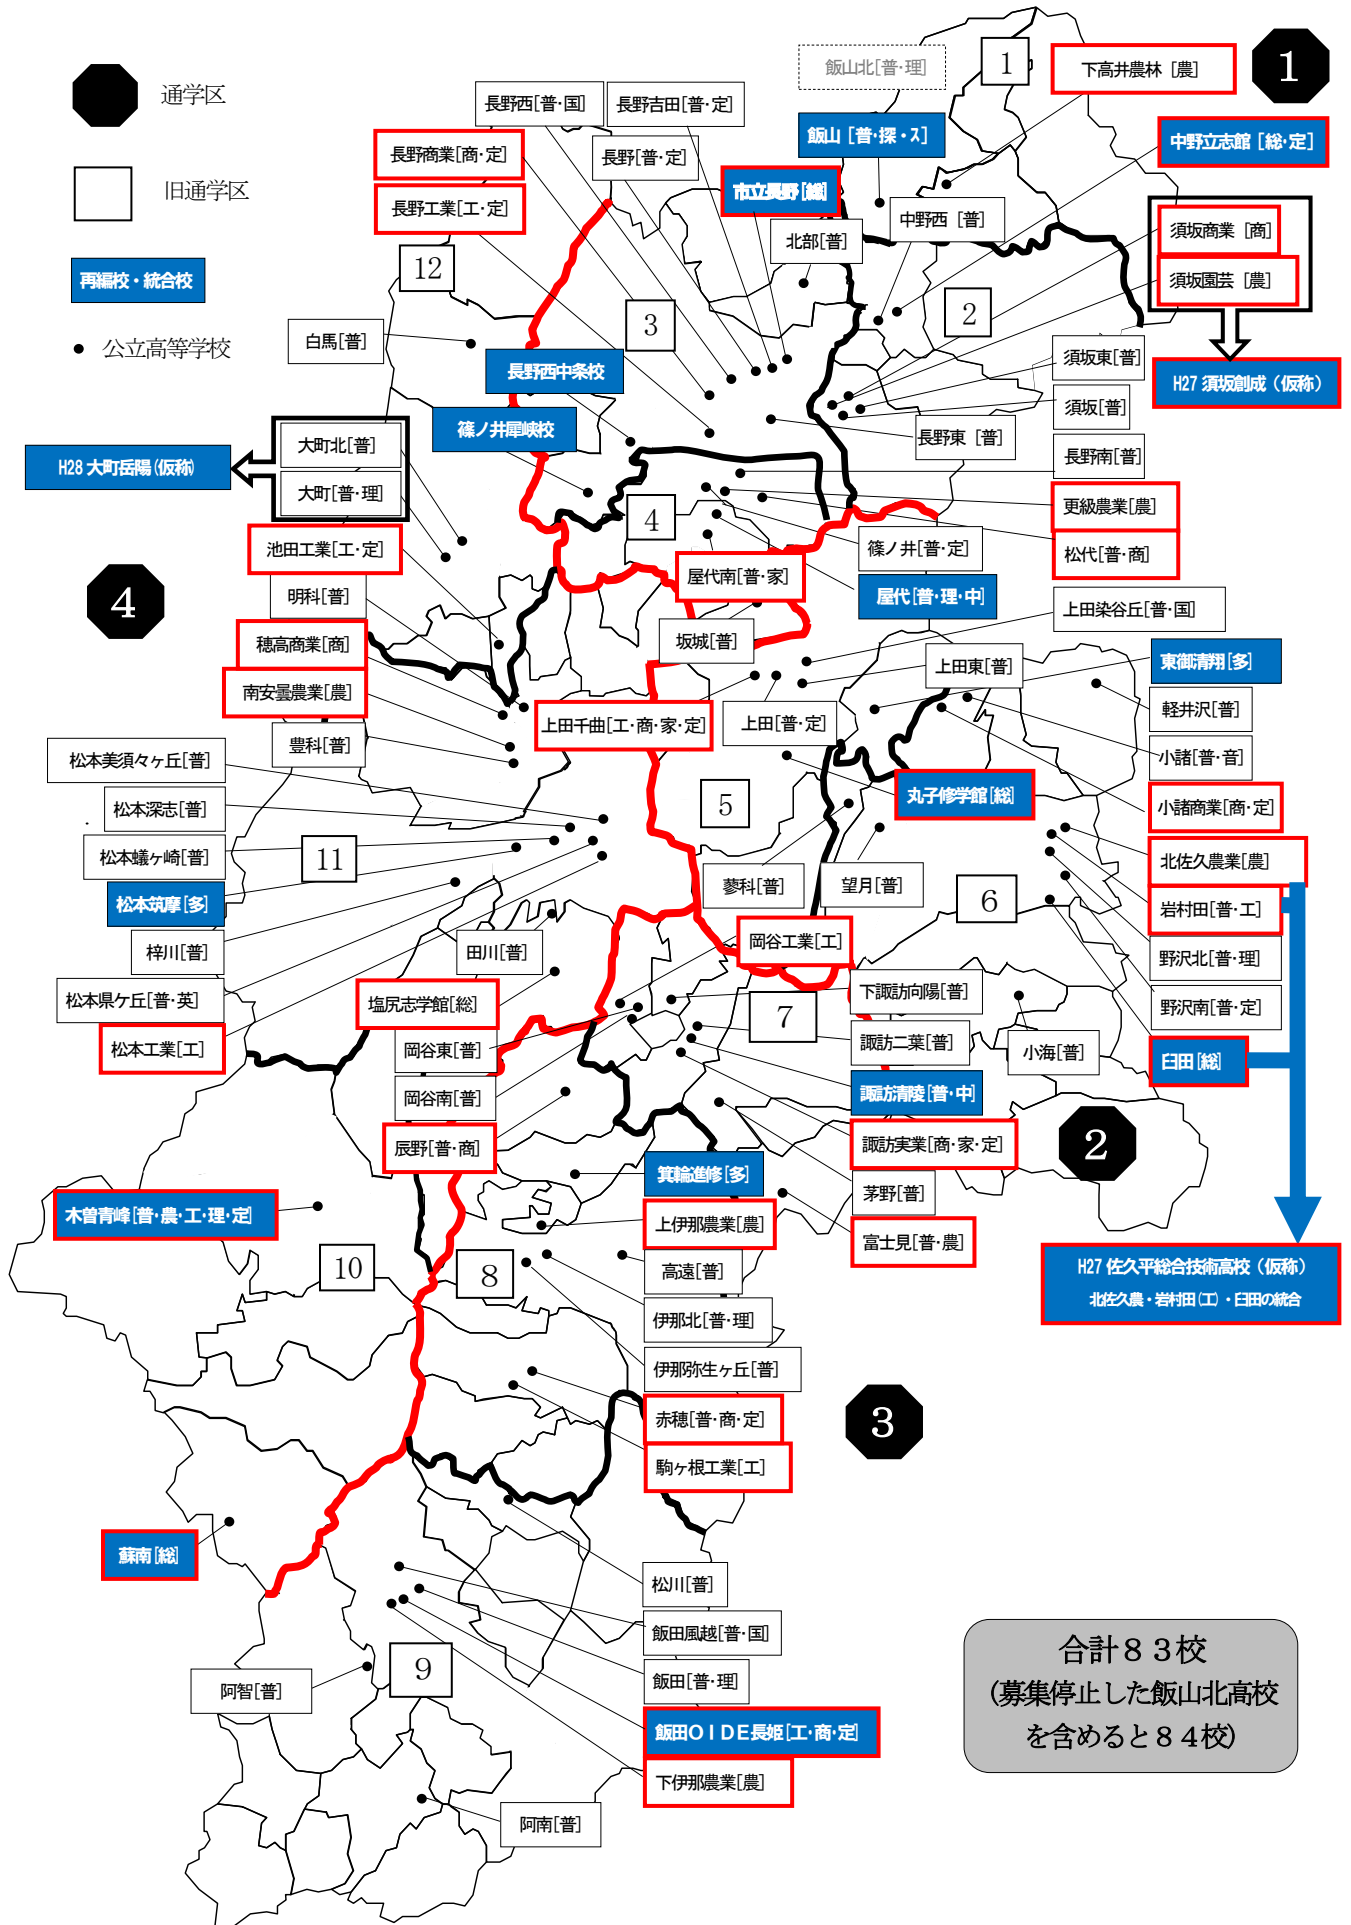 通学区
旧通学区
再編校・統合校
公立高等学校
飯山北[普・理]
1
下高井農林 [農]
1
長野西[普・国]
長野吉田[普・定]
飯山 [普・探・ス]
中野立志館 [総・定]
長野商業[商・定]
長野[普・定]
市立長野[総]
長野工業[工・定]
中野西 [普]
須坂商業 [商]
北部[普]
須坂園芸 [農]
12
3
2
白馬[普]
須坂東[普]
長野西中条校
H27 須坂創成（仮称）
須坂[普]
篠ノ井犀峡校
大町北[普]
長野東 [普]
H28 大町岳陽(仮称)
長野南[普]
大町[普・理]
更級農業[農]
4
池田工業[工・定]
篠ノ井[普・定]
松代[普・商]
屋代南[普・家]
明科[普]
屋代[普・理・中]
4
上田染谷丘[普・国]
穂高商業[商]
坂城[普]
東御清翔[多]
上田東[普]
南安曇農業[農]
軽井沢[普]
上田千曲[工・商・家・定]
上田[普・定]
豊科[普]
小諸[普・音]
松本美須々ヶ丘[普]
丸子修学館[総]
5
小諸商業[商・定]
松本深志[普]
松本蟻ヶ崎[普]
11
北佐久農業[農]
蓼科[普]
望月[普]
松本筑摩[多]
6
岩村田[普・工]
梓川[普]
田川[普]
岡谷工業[工]
野沢北[普・理]
松本県ケ丘[普・英]
塩尻志学館[総]
下諏訪向陽[普]
野沢南[普・定]
7
松本工業[工]
岡谷東[普]
諏訪二葉[普]
小海[普]
臼田[総]
岡谷南[普]
諏訪清陵[普・中]
辰野[普・商]
諏訪実業[商・家・定]
2
箕輪進修[多]
茅野[普]
木曽青峰[普・農・工・理・定]
上伊那農業[農]
富士見[普・農]
10
8
高遠[普]
H27 佐久平総合技術高校（仮称）
北佐久農・岩村田(工)・臼田の統合
伊那北[普・理]
伊那弥生ヶ丘[普]
赤穂[普・商・定]
3
駒ヶ根工業[工]
蘇南[総]
松川[普]
飯田風越[普・国]
9
阿智[普]
飯田[普・理]
飯田OIDE長姫[工・商・定]
下伊那農業[農]
阿南[普]
合計８３校
(募集停止した飯山北高校
を含めると８４校)